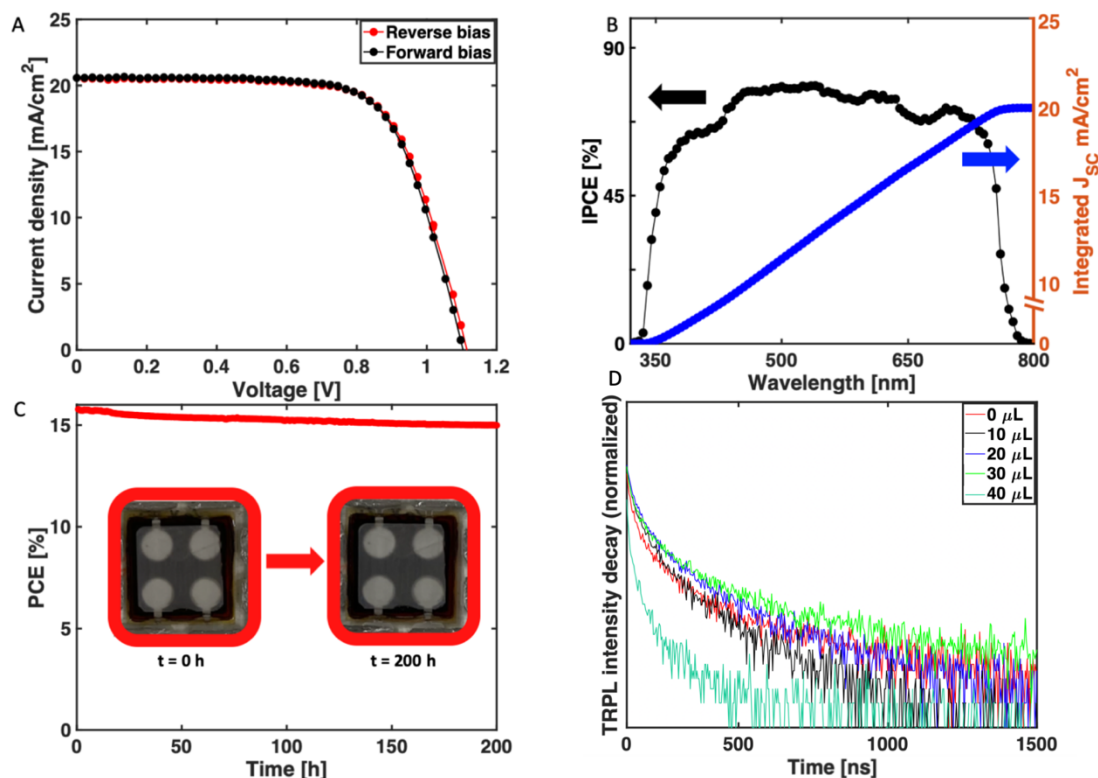 A
Current density [mA/cm²]
25
20
15
10
5
0
Reverse bias
Forward bias
0
0.2
0.4
0.6
0.8
1
1.2
Voltage [V]
B
IPCE [%]
90
45
0
25
20
15
10
5
0
Integrated J_SC mA/cm²
350
500
650
800
Wavelength [nm]
C
PCE [%]
15
10
5
0
t = 0 h
t = 200 h
0
50
100
150
200
Time [h]
D
TRPL intensity decay (normalized)
0 μL
10 μL
20 μL
30 μL
40 μL
0
500
1000
1500
Time [ns]